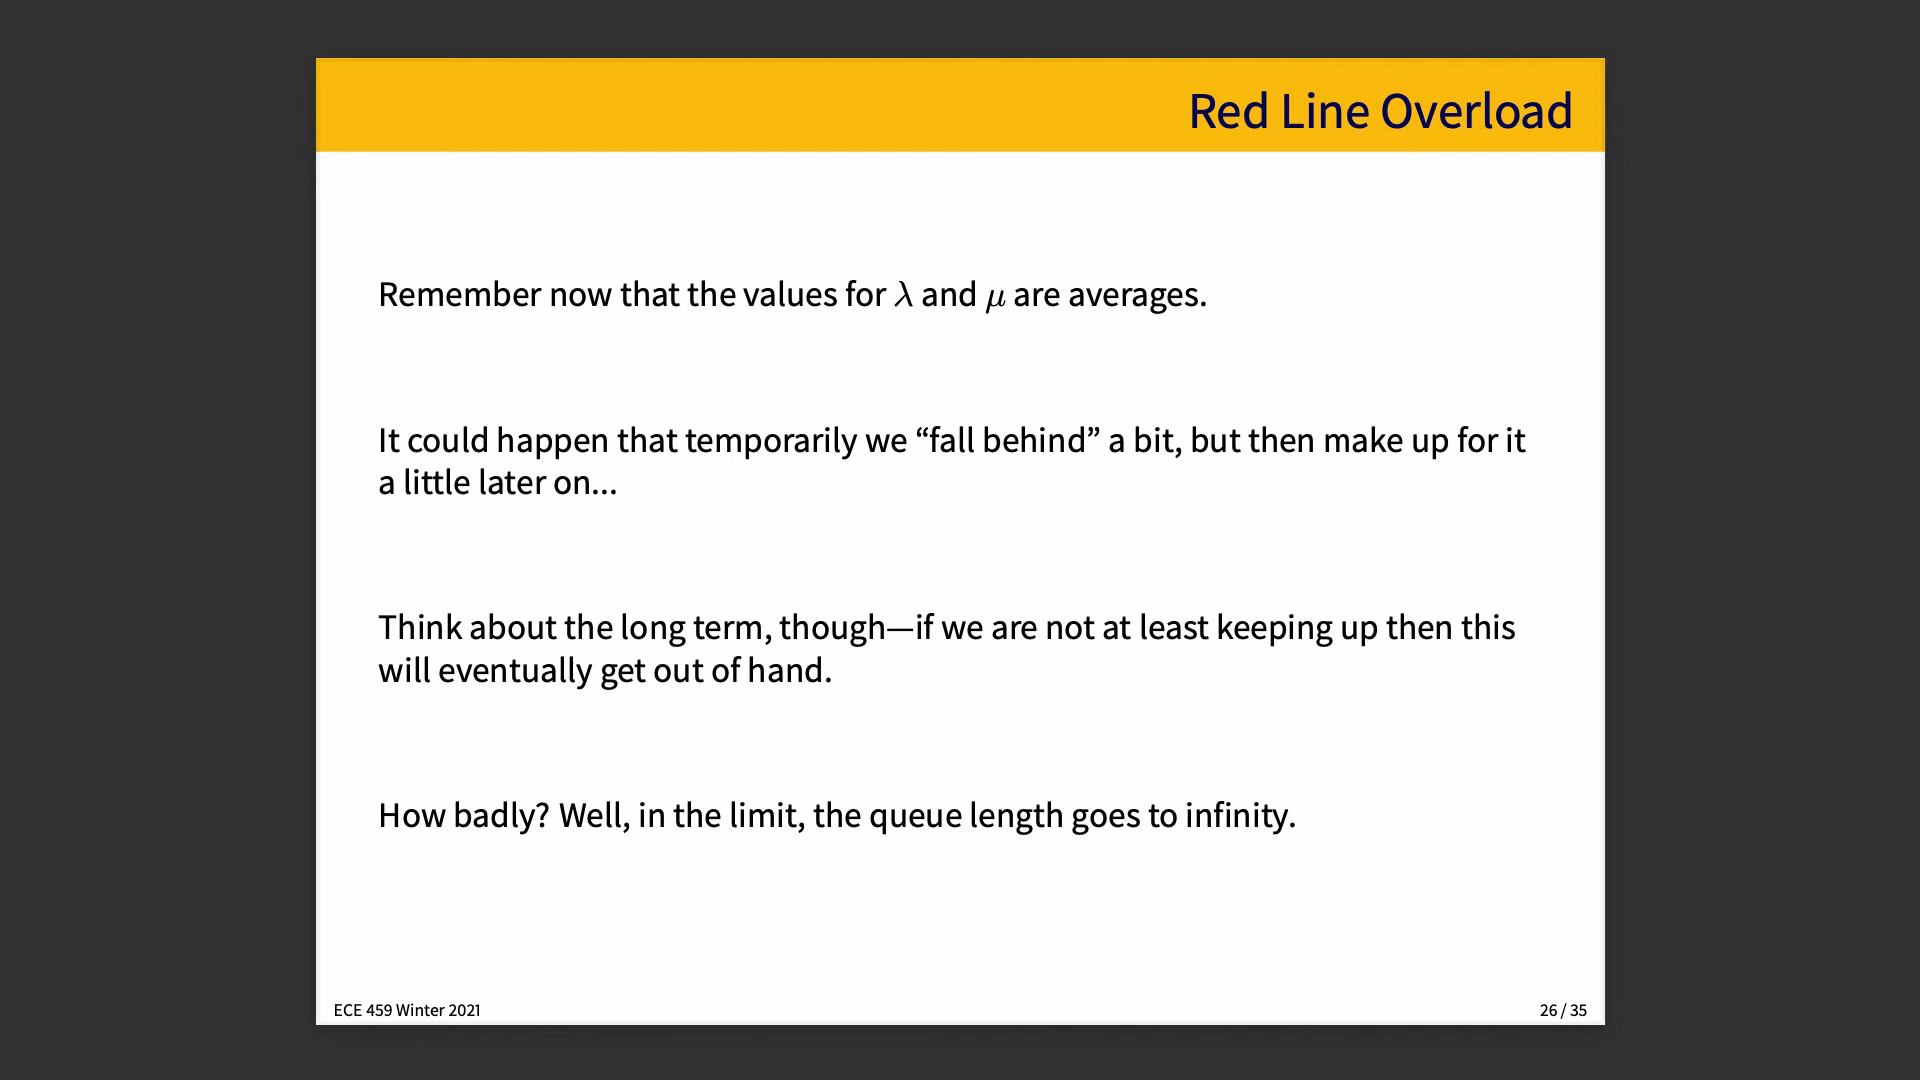 Red Line Overload
Remember now that the values for λ and μ are averages.
It could happen that temporarily we “fall behind” a bit, but then make up for it
a little later on...
Think about the long term, though—if we are not at least keeping up then this
will eventually get out of hand.
How badly? Well, in the limit, the queue length goes to infinity.
ECE 459 Winter 2021
26 / 35